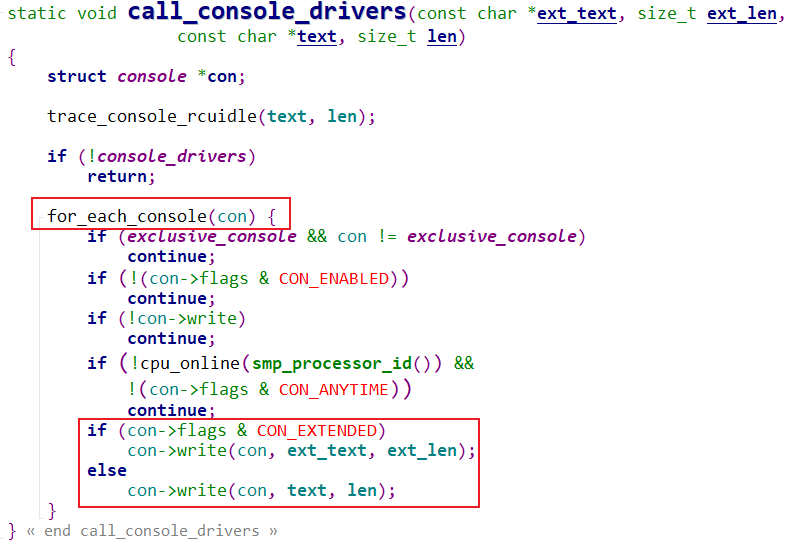 static void call_console_drivers(const char *ext_text, size_t ext_len,
const char *text, size_t len)
{
struct console *con;
trace_console_rcuidle(text, len);
if (!console_drivers)
return;
for_each_console(con) {
if (exclusive_console && con != exclusive_console)
continue;
if (!(con->flags & CON_ENABLED))
continue;
if (!con->write)
continue;
if (!cpu_online(smp_processor_id()) &&
!(con->flags & CON_ANYTIME))
continue;
if (con->flags & CON_EXTENDED)
con->write(con, ext_text, ext_len);
else
con->write(con, text, len);
}
} « end call_console_drivers »